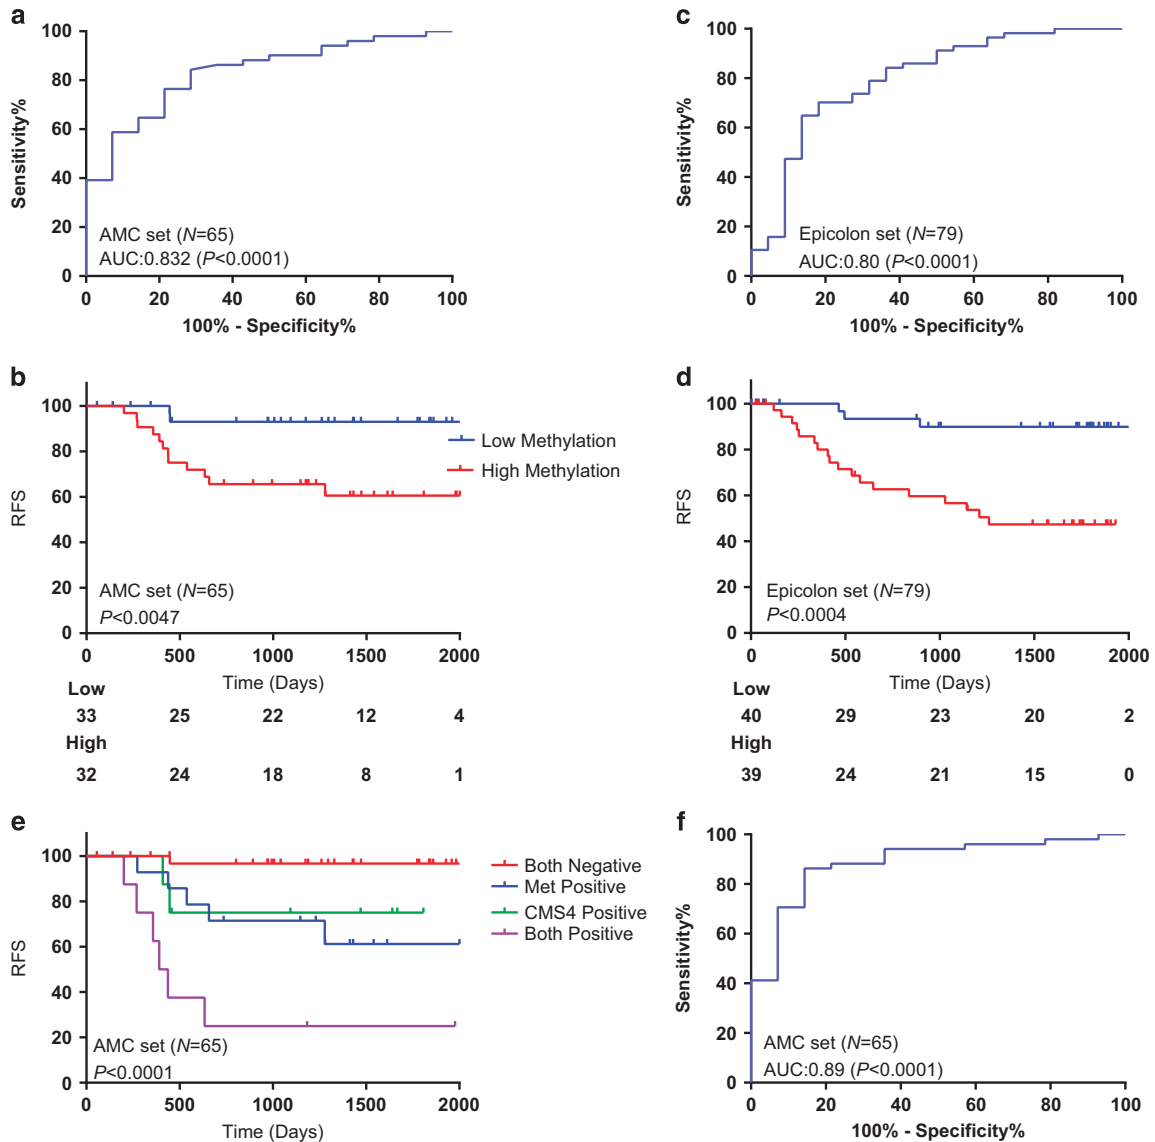 a
100
80
60
40
20
0
Sensitivity%
AMC set (N=65)
AUC:0.832 (P<0.0001)
0 20 40 60 80 100
100% - Specificity%
c
100
80
60
40
20
0
Sensitivity%
Epicolon set (N=79)
AUC:0.80 (P<0.0001)
0 20 40 60 80 100
100% - Specificity%
b
100
80
60
40
20
0
RFS
Low Methylation
High Methylation
AMC set (N=65)
P<0.0047
0 500 1000 1500 2000
Time (Days)
Low
33 25 22 12 4
High
32 24 18 8 1
d
100
80
60
40
20
0
RFS
Epicolon set (N=79)
P<0.0004
0 500 1000 1500 2000
Time (Days)
Low
40 29 23 20 2
High
39 24 21 15 0
e
100
80
60
40
20
0
RFS
Both Negative
Met Positive
CMS4 Positive
Both Positive
AMC set (N=65)
P<0.0001
0 500 1000 1500 2000
Time (Days)
f
100
80
60
40
20
0
Sensitivity%
AMC set (N=65)
AUC:0.89 (P<0.0001)
0 20 40 60 80 100
100% - Specificity%